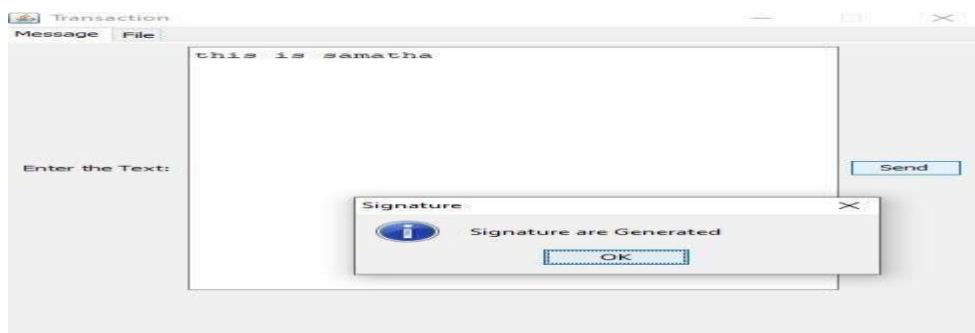 Transaction
Message File
this is samatha
Enter the Text:
Send
Signature
Signature are Generated
OK